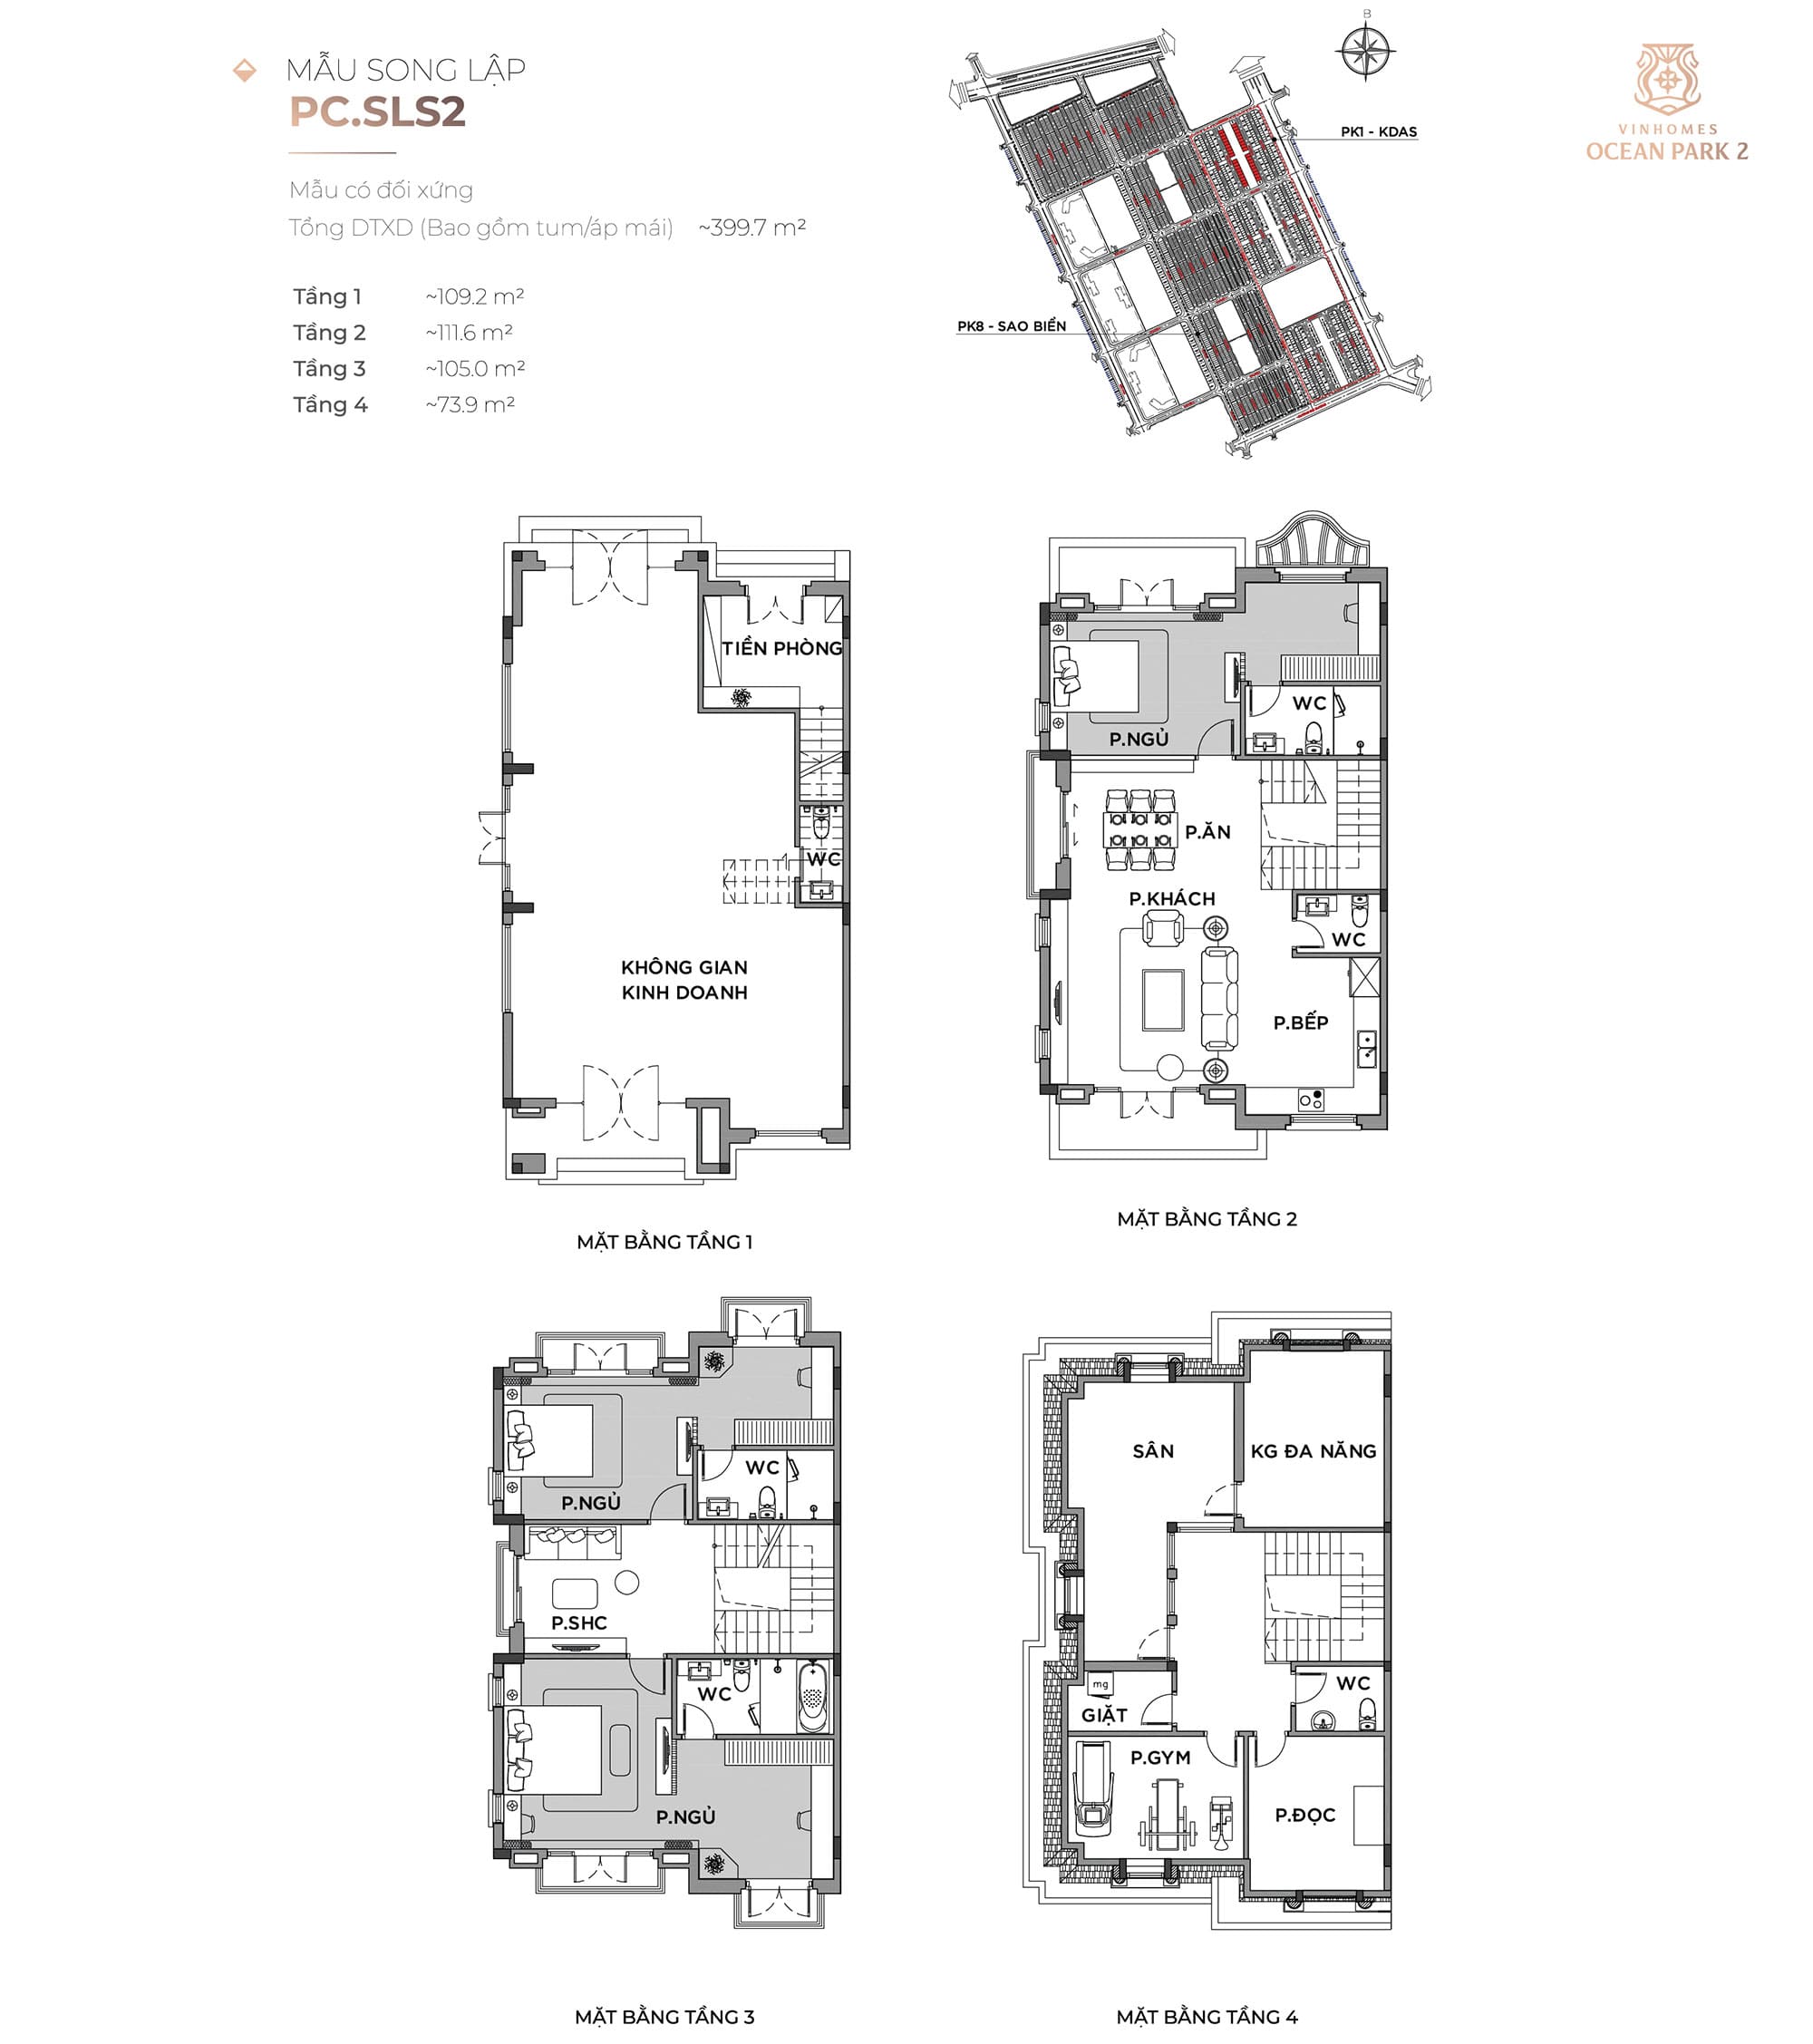 MẪU SONG LẬP
PC.SLS2
Mẫu có đối xứng
Tổng DTXD (Bao gồm tum/áp mái) ~399.7 m²
Tầng 1 ~109.2 m²
Tầng 2 ~111.6 m²
Tầng 3 ~105.0 m²
Tầng 4 ~73.9 m²
B
PK1 - KDAS
PK8 - SAO BIỂN
VINHOMES
OCEAN PARK 2
TIỀN PHÒNG
WC
KHÔNG GIAN
KINH DOANH
MẶT BẰNG TẦNG 1
WC
P.NGỦ
P.ĂN
P.KHÁCH
WC
P.BẾP
MẶT BẰNG TẦNG 2
WC
P.NGỦ
P.SHC
WC
P.NGỦ
MẶT BẰNG TẦNG 3
SÂN
KG ĐA NĂNG
mg
WC
GIẶT
P.GYM
P.ĐỌC
MẶT BẰNG TẦNG 4